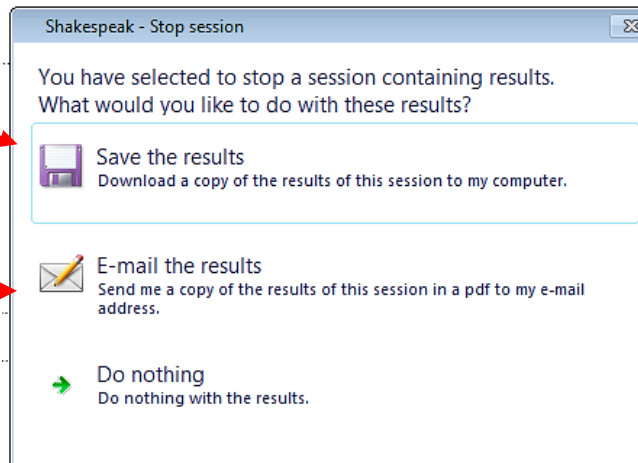 Shakespeak - Stop session
You have selected to stop a session containing results.
What would you like to do with these results?
Save the results
Download a copy of the results of this session to my computer.
E-mail the results
Send me a copy of the results of this session in a pdf to my e-mail
address.
Do nothing
Do nothing with the results.